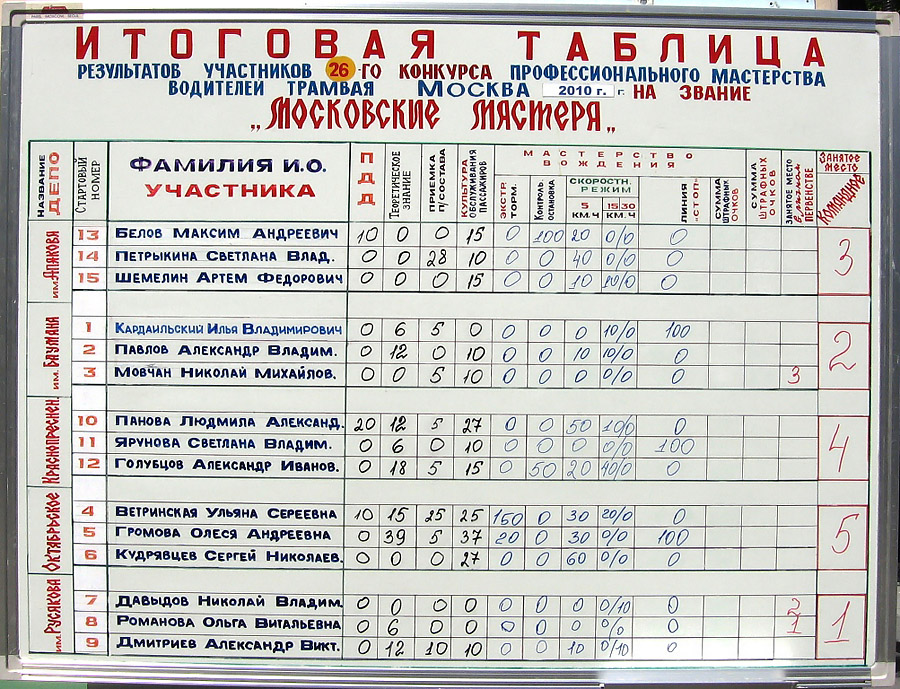 ИТОГОВАЯ ТАБЛИЦА
РЕЗУЛЬТАТОВ УЧАСТНИКОВ 26-ГО КОНКУРСА ПРОФЕССИОНАЛЬНОГО МАСТЕРСТВА
ВОДИТЕЛЕЙ ТРАМВАЯ МОСКВА 2010 г. г. НА ЗВАНИЕ
„МОСКОВСКИЕ МАСТЕРА„
НАЗВАНИЕ ДЕПО
СТАРТОВЫЙ НОМЕР
ФАМИЛИЯ И.О.
УЧАСТНИКА
ПДД
ТЕОРЕТИЧЕСКОЕ ЗНАНИЕ
ПРИЕМКА П/СОСТАВА
КУЛЬТУРА ОБСЛУЖИВАНИЯ ПАССАЖИРОВ
МАСТЕРСТВО
ВОЖДЕНИЯ
ЭКСТР. ТОРМ.
КОНТРОЛЬ. ОСТАНОВКА
СКОРОСТН. РЕЖИМ
5 КМ.Ч
15,30 КМ.Ч
ЛИНИЯ "СТОП"
СУММА ШТРАФН. ОЧКОВ
СУММА ШТРАФНЫХ ОЧКОВ
ЗАНЯТОЕ МЕСТО В ЛИЧНОМ ПЕРВЕНСТВЕ
ЗАНЯТОЕ МЕСТО
Командное
им. АПАКОВА
13 БЕЛОВ МАКСИМ АНДРЕЕВИЧ 10 0 0 15 0 100 20 0/0 0
14 ПЕТРЫКИНА СВЕТЛАНА ВЛАД. 0 0 28 10 0 0 40 0/0 0
15 ШЕМЕЛИН АРТЕМ ФЕДОРОВИЧ 0 0 0 15 0 0 10 10/0 0
3
им. БАУМАНА
1 КАРДАИЛЬСКИЙ ИЛЬЯ ВЛАДИМИРОВИЧ 0 6 5 0 0 0 0 10/0 100
2 ПАВЛОВ АЛЕКСАНДР ВЛАДИМ. 0 12 0 10 0 0 10 10/0 0
3 МОВЧАН НИКОЛАЙ МИХАЙЛОВ. 0 0 5 10 0 0 0 0/0 0 3
2
КРАСНОПРЕСНЕН.
10 ПАНОВА ЛЮДМИЛА АЛЕКСАНД. 20 12 5 27 0 0 50 10/0 0
11 ЯРУНОВА СВЕТЛАНА ВЛАДИМ. 0 6 0 10 0 0 0 0/0 100
12 ГОЛУБЦОВ АЛЕКСАНДР ИВАНОВ. 0 18 5 15 0 50 20 40/0 0
4
ОКТЯБРЬСКОЕ
4 ВЕТРИНСКАЯ УЛЬЯНА СЕРЕЕВНА 10 15 25 25 150 0 30 20/0 0
5 ГРОМОВА ОЛЕСЯ АНДРЕЕВНА 0 39 5 37 20 0 30 0/0 100
6 КУДРЯВЦЕВ СЕРГЕЙ НИКОЛАЕВ. 0 0 0 27 0 0 60 0/0 0
5
им. РУСАКОВА
7 ДАВЫДОВ НИКОЛАЙ ВЛАДИМ. 0 0 0 0 0 0 0 0/10 0 2
8 РОМАНОВА ОЛЬГА ВИТАЛЬЕВНА 0 6 0 0 0 0 0 0/0 0 1
9 ДМИТРИЕВ АЛЕКСАНДР ВИКТ. 0 12 10 10 0 0 10 0/10 0
1